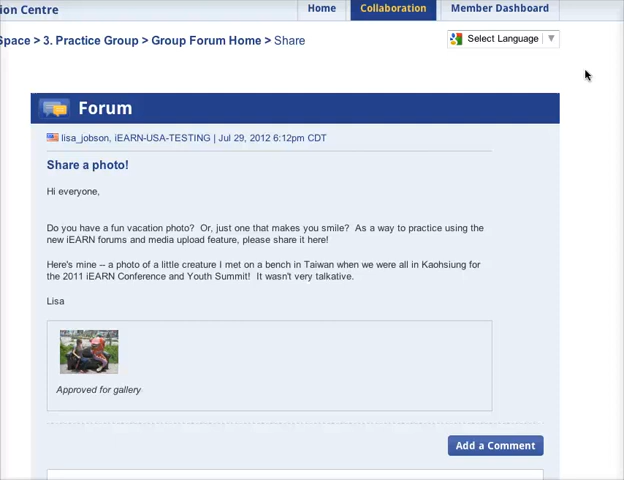 ion Centre
Home Collaboration Member Dashboard
Space > 3. Practice Group > Group Forum Home > Share
Select Language
Forum
lisa_jobson, iEARN-USA-TESTING | Jul 29, 2012 6:12pm CDT
Share a photo!
Hi everyone,
Do you have a fun vacation photo? Or, just one that makes you smile? As a way to practice using the
new iEARN forums and media upload feature, please share it here!
Here's mine -- a photo of a little creature I met on a bench in Taiwan when we were all in Kaohsiung for
the 2011 iEARN Conference and Youth Summit! It wasn't very talkative.
Lisa
Approved for gallery
Add a Comment